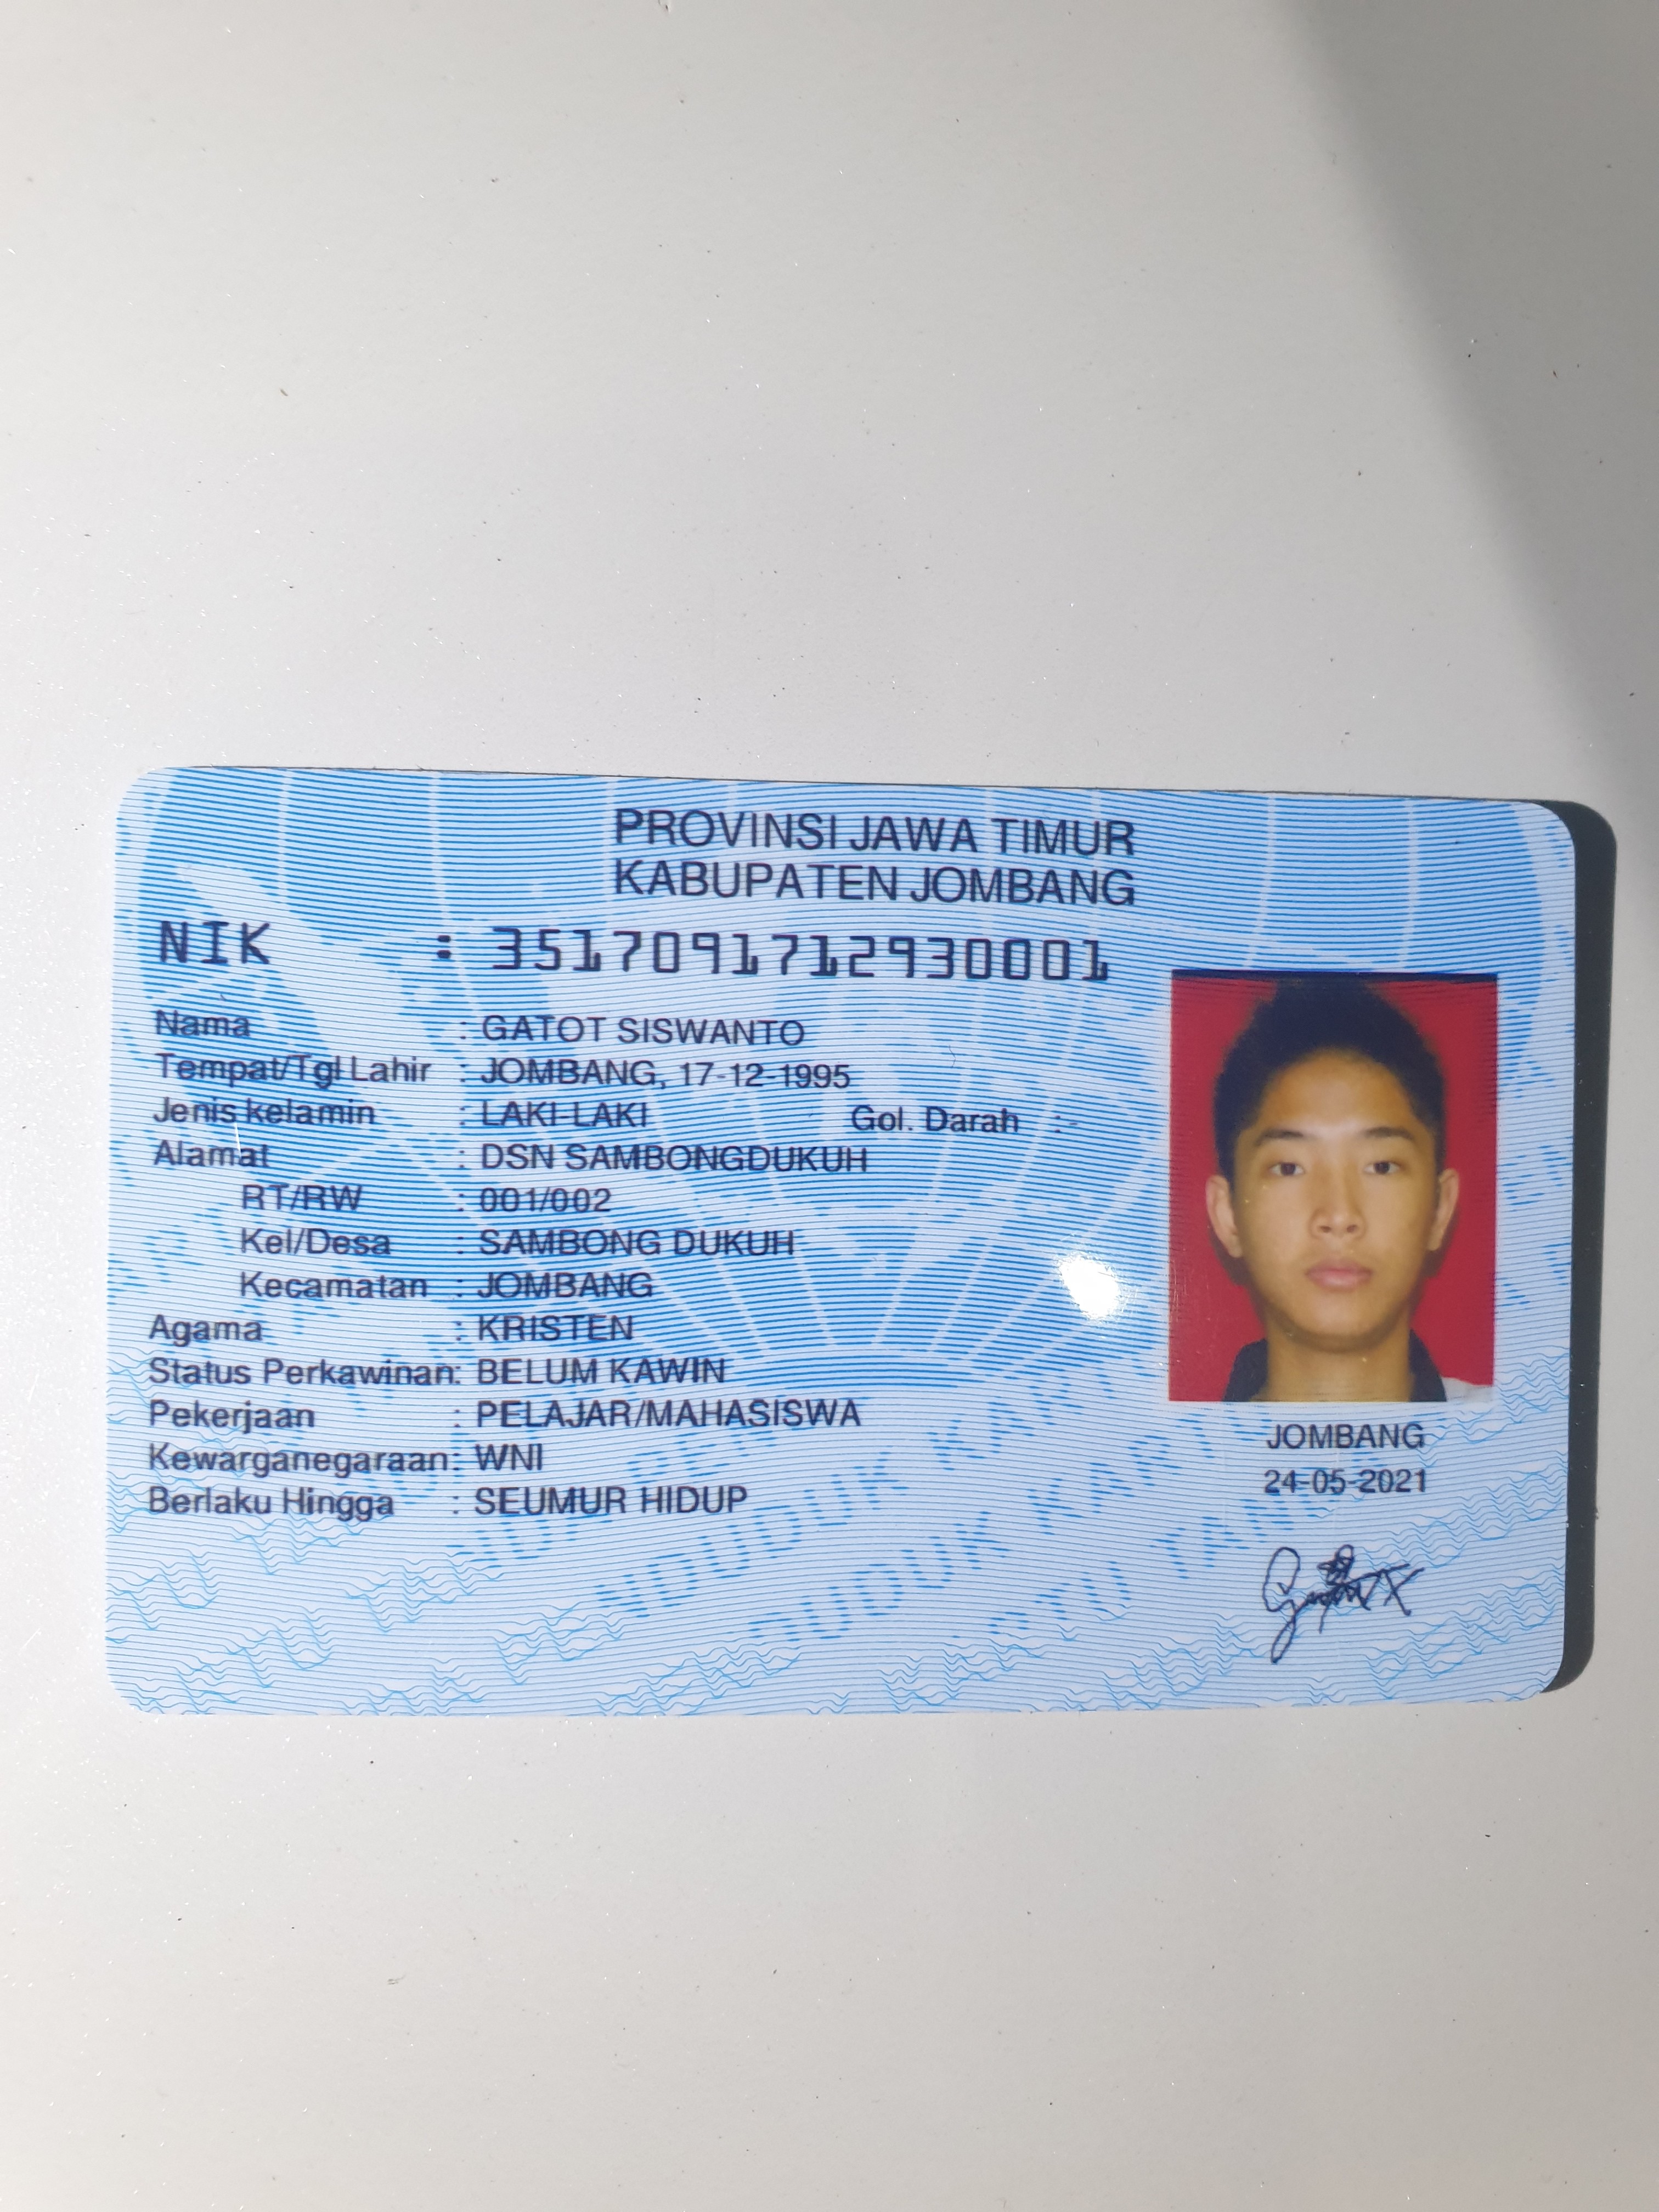 PROVINSI JAWA TIMUR
KABUPATEN JOMBANG
NIK : 3517091712930001
Nama : GATOT SISWANTO
Tempat/Tgl Lahir : JOMBANG, 17-12-1995
Jenis kelamin : LAKI-LAKI Gol. Darah : -
Alamat : DSN SAMBONGDUKUH
RT/RW : 001/002
Kel/Desa : SAMBONG DUKUH
Kecamatan : JOMBANG
Agama : KRISTEN
Status Perkawinan: BELUM KAWIN
Pekerjaan : PELAJAR/MAHASISWA
Kewarganegaraan: WNI
Berlaku Hingga : SEUMUR HIDUP
JOMBANG
24-05-2021